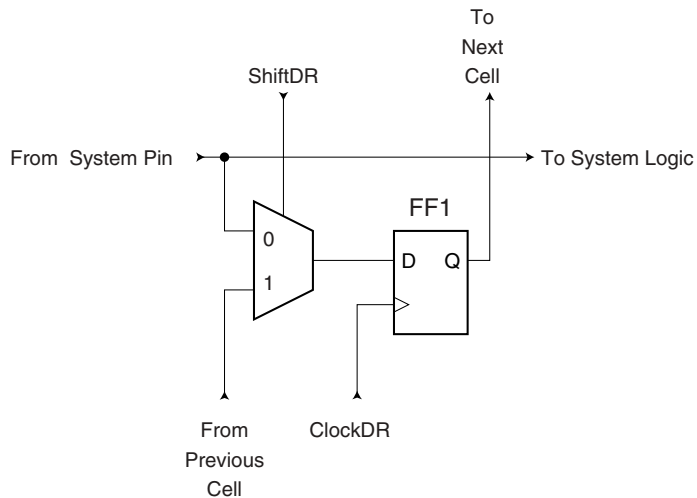 To
Next
Cell
ShiftDR
From System Pin
To System Logic
FF1
0
D Q
1
From
Previous
Cell
ClockDR